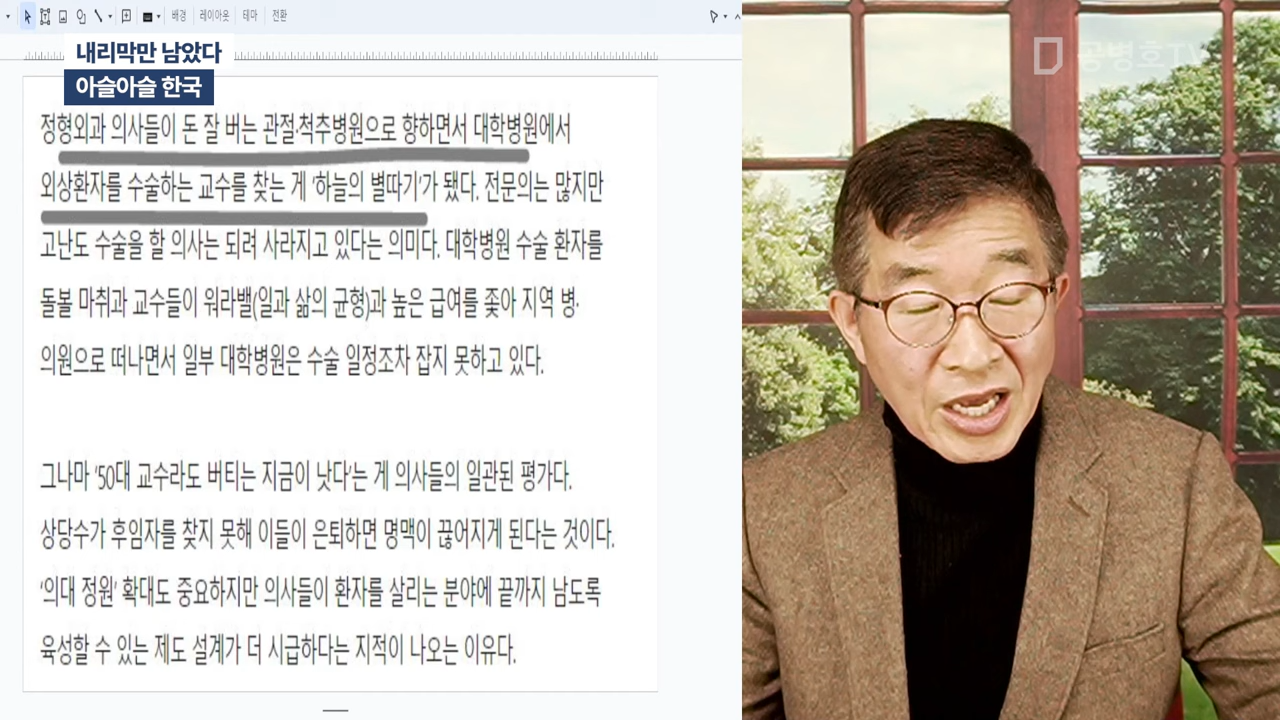 배경 레이아웃 테마 전환
내리막만 남았다
아슬아슬 한국
공병호TV
정형외과 의사들이 돈 잘 버는 관절·척추병원으로 향하면서 대학병원에서
외상환자를 수술하는 교수를 찾는 게 '하늘의 별따기'가 됐다. 전문의는 많지만
고난도 수술을 할 의사는 되려 사라지고 있다는 의미다. 대학병원 수술 환자를
돌볼 마취과 교수들이 워라밸(일과 삶의 균형)과 높은 급여를 좇아 지역 병·
의원으로 떠나면서 일부 대학병원은 수술 일정조차 잡지 못하고 있다.
그나마 '50대 교수라도 버티는 지금이 낫다'는 게 의사들의 일관된 평가다.
상당수가 후임자를 찾지 못해 이들이 은퇴하면 명맥이 끊어지게 된다는 것이다.
'의대 정원' 확대도 중요하지만 의사들이 환자를 살리는 분야에 끝까지 남도록
육성할 수 있는 제도 설계가 더 시급하다는 지적이 나오는 이유다.